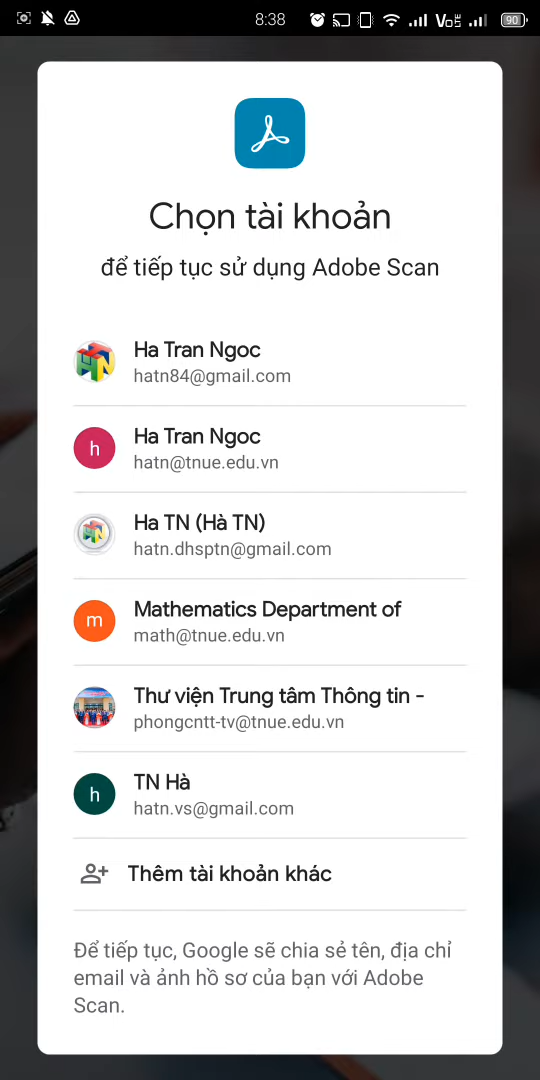 8:38
Vo
90
Chọn tài khoản
để tiếp tục sử dụng Adobe Scan
Ha Tran Ngoc
hatn84@gmail.com
h
Ha Tran Ngoc
hatn@tnue.edu.vn
Ha TN (Hà TN)
hatn.dhsptn@gmail.com
m
Mathematics Department of
math@tnue.edu.vn
Thư viện Trung tâm Thông tin -
phongcntt-tv@tnue.edu.vn
h
TN Hà
hatn.vs@gmail.com
Thêm tài khoản khác
Để tiếp tục, Google sẽ chia sẻ tên, địa chỉ
email và ảnh hồ sơ của bạn với Adobe
Scan.